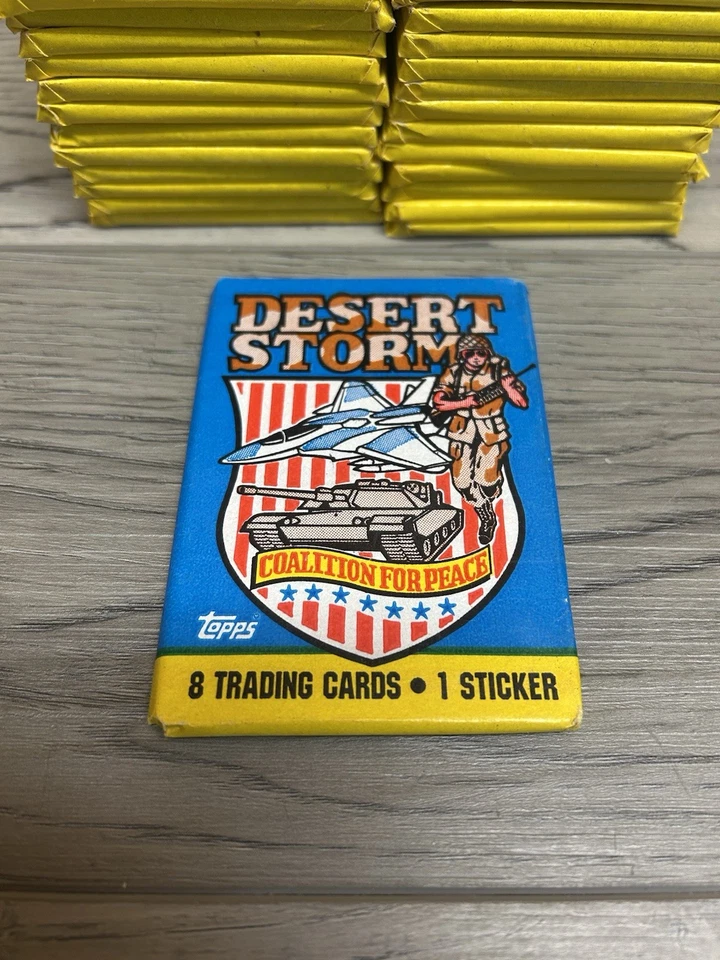 DESERT
STORM
COALITION FOR PEACE
topps
8 TRADING CARDS • 1 STICKER